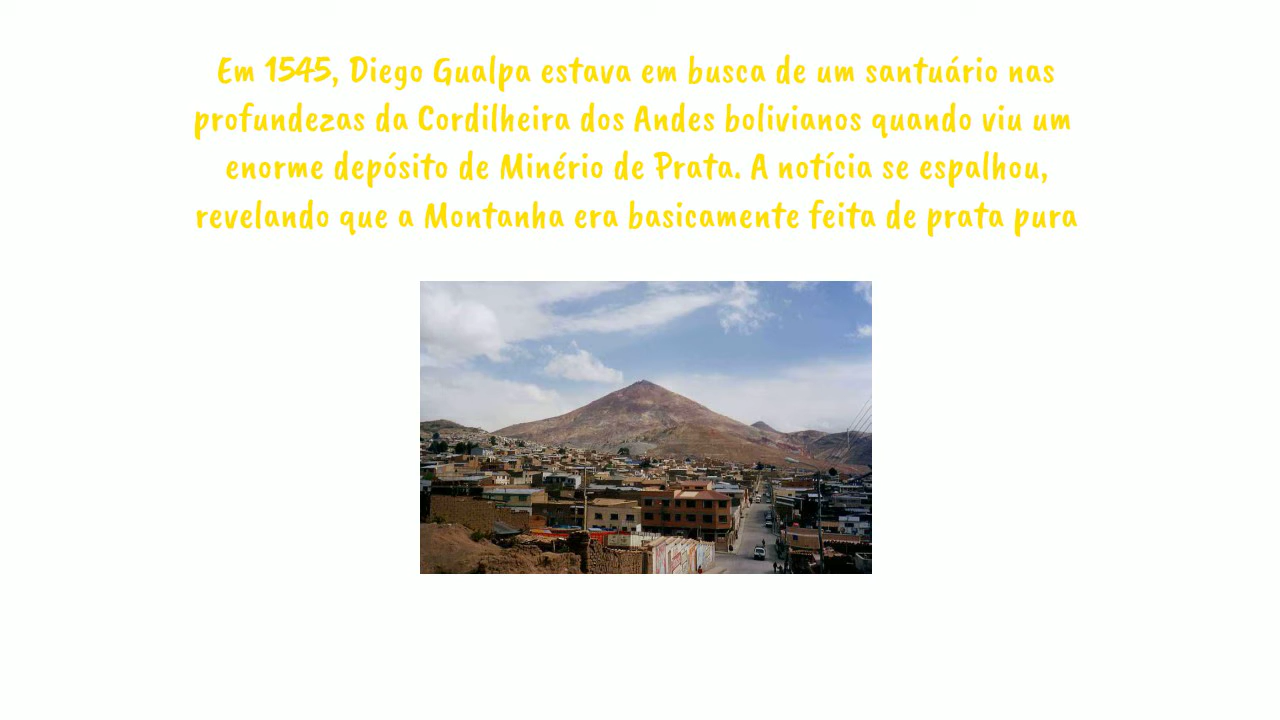 Em 1545, Diego Gualpa estava em busca de um santuário nas
profundezas da Cordilheira dos Andes bolivianos quando viu um
enorme depósito de Minério de Prata. A notícia se espalhou,
revelando que a Montanha era basicamente feita de prata pura